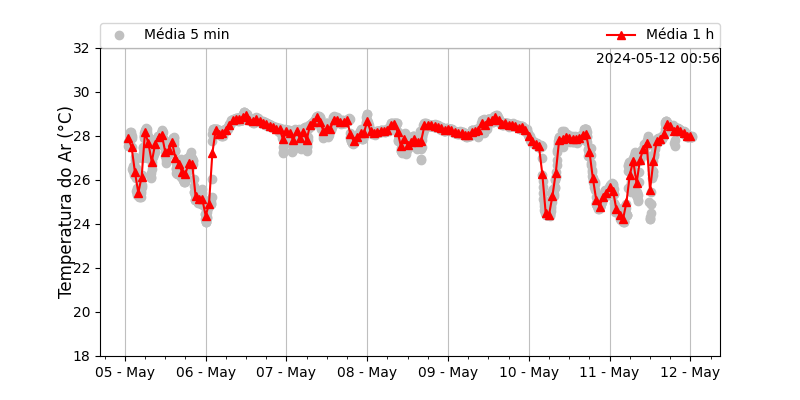 Média 5 min
Média 1 h
2024-05-12 00:56
Temperatura do Ar (°C)
32
30
28
26
24
22
20
18
05 - May
06 - May
07 - May
08 - May
09 - May
10 - May
11 - May
12 - May